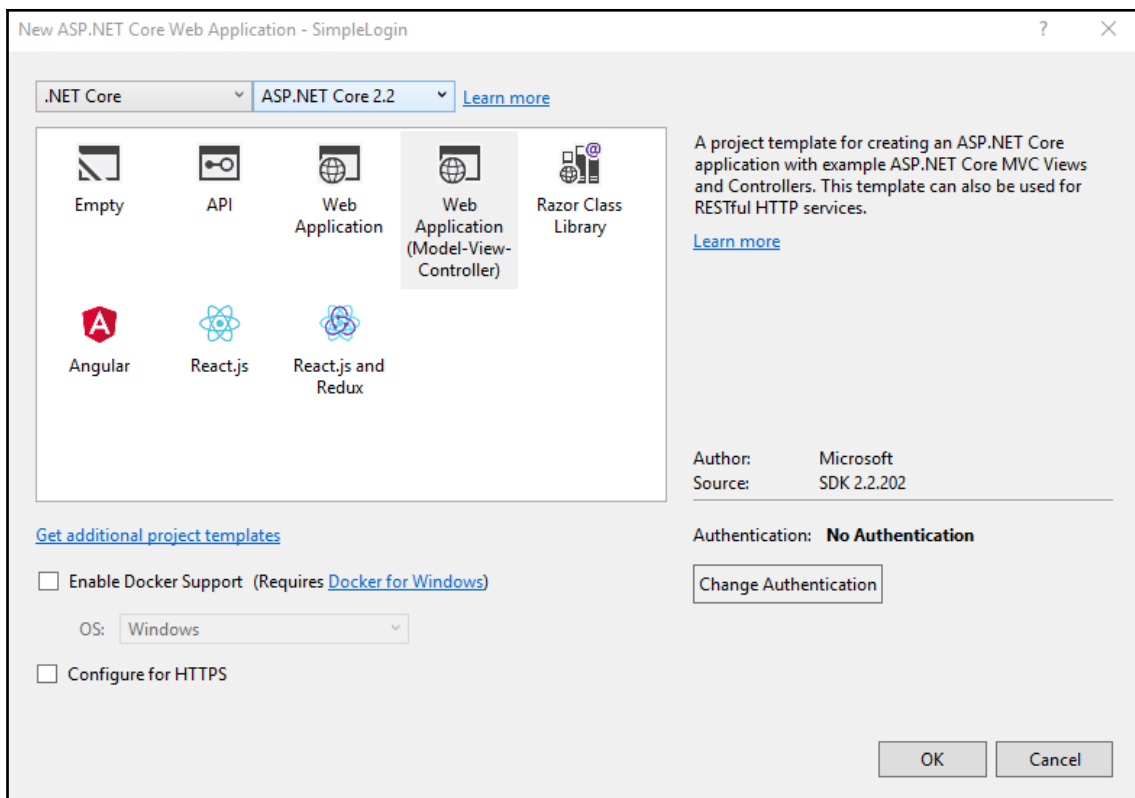 New ASP.NET Core Web Application - SimpleLogin
?
.NET Core
ASP.NET Core 2.2
Learn more
Empty
API
Web
Application
Web
Application
(Model-View-
Controller)
Razor Class
Library
Angular
React.js
React.js and
Redux
A project template for creating an ASP.NET Core
application with example ASP.NET Core MVC Views
and Controllers. This template can also be used for
RESTful HTTP services.
Learn more
Author: Microsoft
Source: SDK 2.2.202
Get additional project templates
Authentication: No Authentication
Enable Docker Support (Requires Docker for Windows)
Change Authentication
OS: Windows
Configure for HTTPS
OK
Cancel